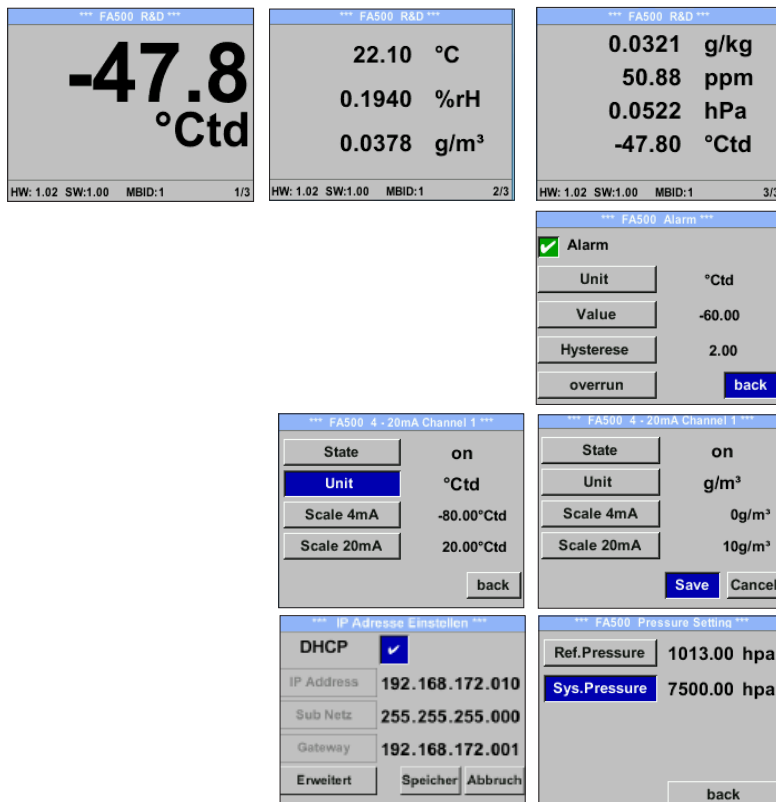 *** FA500 R&D ***
-47.8
°Ctd
HW: 1.02 SW:1.00 MBID:1 1/3
*** FA500 R&D ***
22.10 °C
0.1940 %rH
0.0378 g/m³
HW: 1.02 SW:1.00 MBID:1 2/3
*** FA500 R&D ***
0.0321 g/kg
50.88 ppm
0.0522 hPa
-47.80 °Ctd
HW: 1.02 SW:1.00 MBID:1 3/3
*** FA500 Alarm ***
Alarm
Unit °Ctd
Value -60.00
Hysterese 2.00
overrun back
*** FA500 4 - 20mA Channel 1 ***
State on
Unit °Ctd
Scale 4mA -80.00°Ctd
Scale 20mA 20.00°Ctd
back
*** FA500 4 - 20mA Channel 1 ***
State on
Unit g/m³
Scale 4mA 0g/m³
Scale 20mA 10g/m³
Save Cancel
*** IP Adresse Einstellen ***
DHCP
IP Address 192.168.172.010
Sub Netz 255.255.255.000
Gateway 192.168.172.001
Erweitert Speicher Abbruch
*** FA500 Pressure Setting ***
Ref.Pressure 1013.00 hpa
Sys.Pressure 7500.00 hpa
back